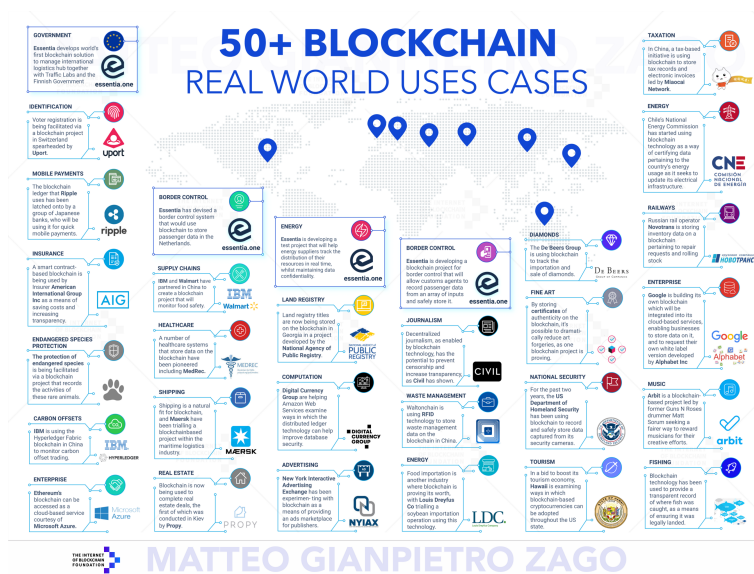 50+ BLOCKCHAIN
REAL WORLD USES CASES
GOVERNMENT
Essentia develops world's
first blockchain solution
to manage international
logistics hub together
with Traffic Labs and the
Finnish Government
essentia.one
IDENTIFICATION
Voter registration is
being facilitated via
a blockchain project
in Switzerland
spearheaded by
Uport.
uport
MOBILE PAYMENTS
The blockchain
ledger that Ripple
uses has been
latched onto by a
group of Japanese
banks, who will be
using it for quick
mobile payments.
ripple
INSURANCE
A smart contract-
based blockchain is
being used by
Insurer American
International Group
Inc as a means of
saving costs and
increasing
transparency.
AIG
ENDANGERED SPECIES
PROTECTION
The protection of
endangered species
is being facilitated
via a blockchain
project that records
the activities of
these rare animals.
CARBON OFFSETS
IBM is using the
Hyperledger Fabric
blockchain in China
to monitor carbon
offset trading.
IBM
HYPERLEDGER
ENTERPRISE
Ethereum's
blockchain can be
accessed as a
cloud-based service
courtesy of
Microsoft Azure.
Microsoft
Azure
BORDER CONTROL
Essentia has devised a
border control system
that would use
blockchain to store
passenger data in the
Netherlands.
essentia.one
SUPPLY CHAINS
IBM and Walmart have
partnered in China to
create a blockchain
project that will
monitor food safety.
IBM
Walmart
HEALTHCARE
A number of
healthcare systems
that store data on the
blockchain have
been pioneered
including MedRec.
MEDREC
SHIPPING
Shipping is a natural
fit for blockchain,
and Maersk have
been trialling a
blockchainbased
project within the
maritime logistics
industry.
MÆRSK
REAL ESTATE
Blockchain is now
being used to
complete real
estate deals, the
first of which was
conducted in Kiev
by Propy.
PROPY
ENERGY
Essentia is developing a
test project that will help
energy suppliers track the
distribution of their
resources in real time,
whilst maintaining data
confidentiality.
essentia.one
LAND REGISTRY
Land registry titles
are now being stored
on the blockchain in
Georgia in a project
developed by the
National Agency of
Public Registry.
PUBLIC
REGISTRY
COMPUTATION
Digital Currency
Group are helping
Amazon Web
Services examine
ways in which the
distributed ledger
technology can help
improve database
security.
DIGITAL
CURRENCY
GROUP
ADVERTISING
New York Interactive
Advertising
Exchange has been
experimen- ting with
blockchain as a
means of providing
an ads marketplace
for publishers.
NYIAX
BORDER CONTROL
Essentia is developing a
blockchain project for
border control that will
allow customs agents to
record passenger data
from an array of inputs
and safely store it.
essentia.one
JOURNALISM
Decentralized
journalism, as enabled
by blockchain
technology, has the
potential to prevent
censorship and
increase transparency,
as Civil has shown.
CIVIL
WASTE MANAGEMENT
Waltonchain is
using RFID
technology to store
waste management
data on the
blockchain in China.
ENERGY
Food importation is
another industry
where blockchain is
proving its worth,
with Louis Dreyfus
Co trialling a
soybean importation
operation using this
technology.
LDC.
DIAMONDS
The De Beers Group
is using blockchain
to track the
importation and
sale of diamonds.
DE BEERS
FINE ART
By storing
certificates of
authenticity on the
blockchain, it's
possible to dramati-
cally reduce art
forgeries, as one
blockchain project is
proving.
NATIONAL SECURITY
For the past two
years, the US
Department of
Homeland Security
has been using
blockchain to record
and safely store data
captured from its
security cameras.
TOURISM
In a bid to boost its
tourism economy,
Hawaii is examining
ways in which
blockchain-based
cryptocurrencies can
be adopted
throughout the US
state.
TAXATION
In China, a tax-based
initiative is using
blockchain to store
tax records and
electronic invoices
led by Miaocai
Network.
ENERGY
Chile's National
Energy Commission
has started using
blockchain
technology as a way
of certifying data
pertaining to the
country's energy
usage as it seeks to
update its electrical
infrastructure.
CNE
COMISIÓN
NACIONAL
DE ENERGÍA
RAILWAYS
Russian rail operator
Novotrans is storing
inventory data on a
blockchain
pertaining to repair
requests and rolling
stock.
ENTERPRISE
Google is building its
own blockchain
which will be
integrated into its
cloud-based services,
enabling businesses
to store data on it,
and to request their
own white label
version developed
by Alphabet Inc
Google
Alphabet
MUSIC
Arbit is a blockchain-
based project led by
former Guns N Roses
drummer Matt
Sorum seeking a
fairer way to reward
musicians for their
creative efforts.
arbit
FISHING
Blockchain
technology has been
used to provide a
transparent record
of where fish was
caught, as a means
of ensuring it was
legally landed.
THE INTERNET
OF BLOCKCHAIN
FOUNDATION
MATTEO GIANPIETRO ZAGO